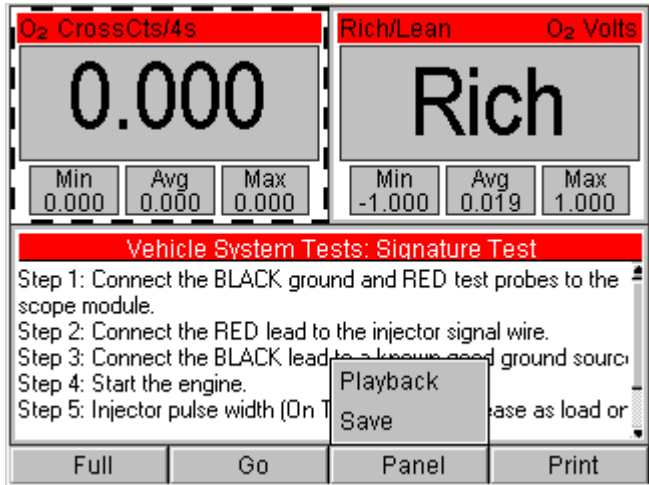 O₂ CrossCts/4s
0.000
Min Avg Max
0.000 0.000 0.000
Rich/Lean O₂ Volts
Rich
Min Avg Max
-1.000 0.019 1.000
Vehicle System Tests: Signature Test
Step 1: Connect the BLACK ground and RED test probes to the
scope module.
Step 2: Connect the RED lead to the injector signal wire.
Step 3: Connect the BLACK lead ground
Step 4: Start the engine.
Step 5: Injector pulse width (On as load
Playback
Save
Full Go Panel Print